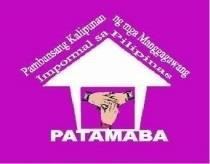 Pambansang Kalipunan ng mga Manggagawang
Impormal sa Pilipinas
PATAMABA